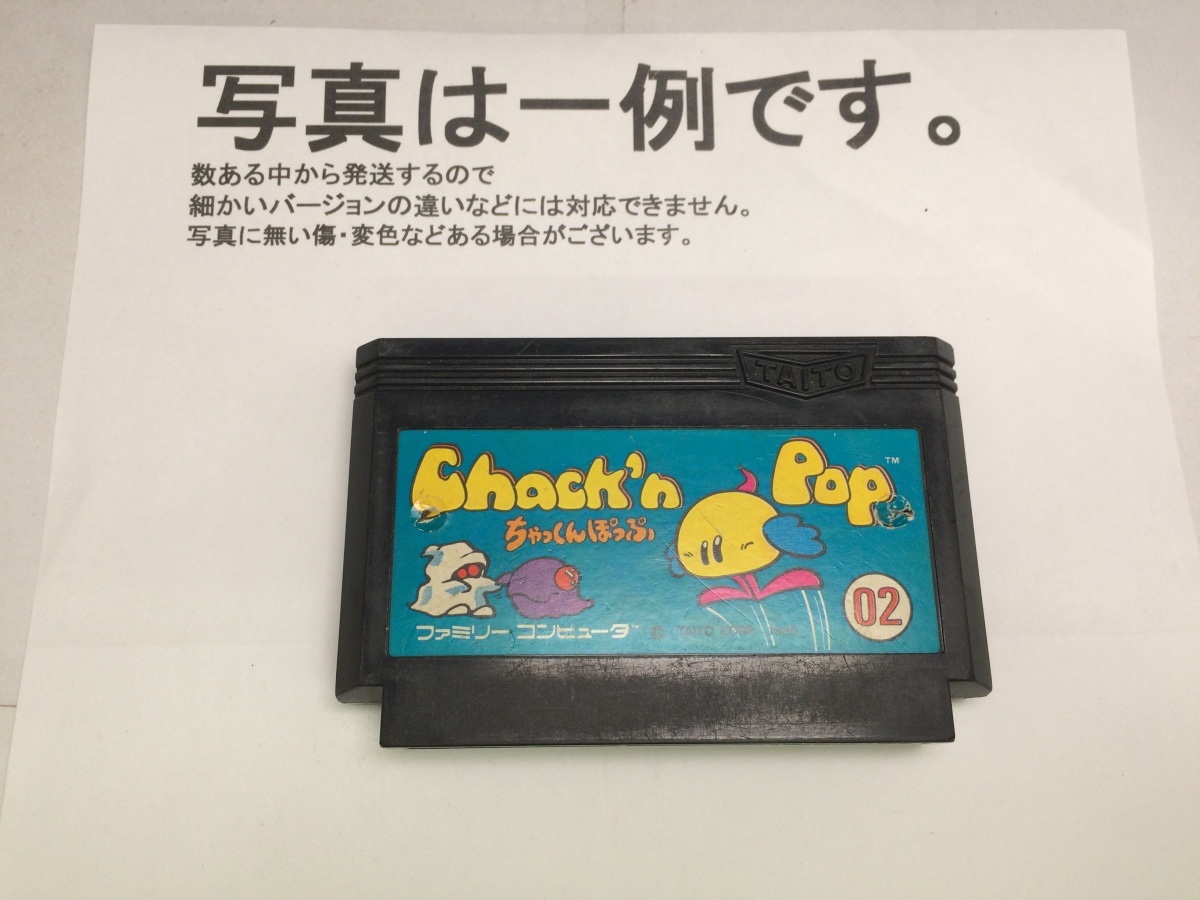 写真は一例です。
数ある中から発送するので
細かいバージョンの違いなどには対応できません。
写真に無い傷・変色などある場合がございます。
TAITO
Chack'n Pop™
ちゃっくんぽっぷ
02
ファミリー コンピュータ™
© TAITO